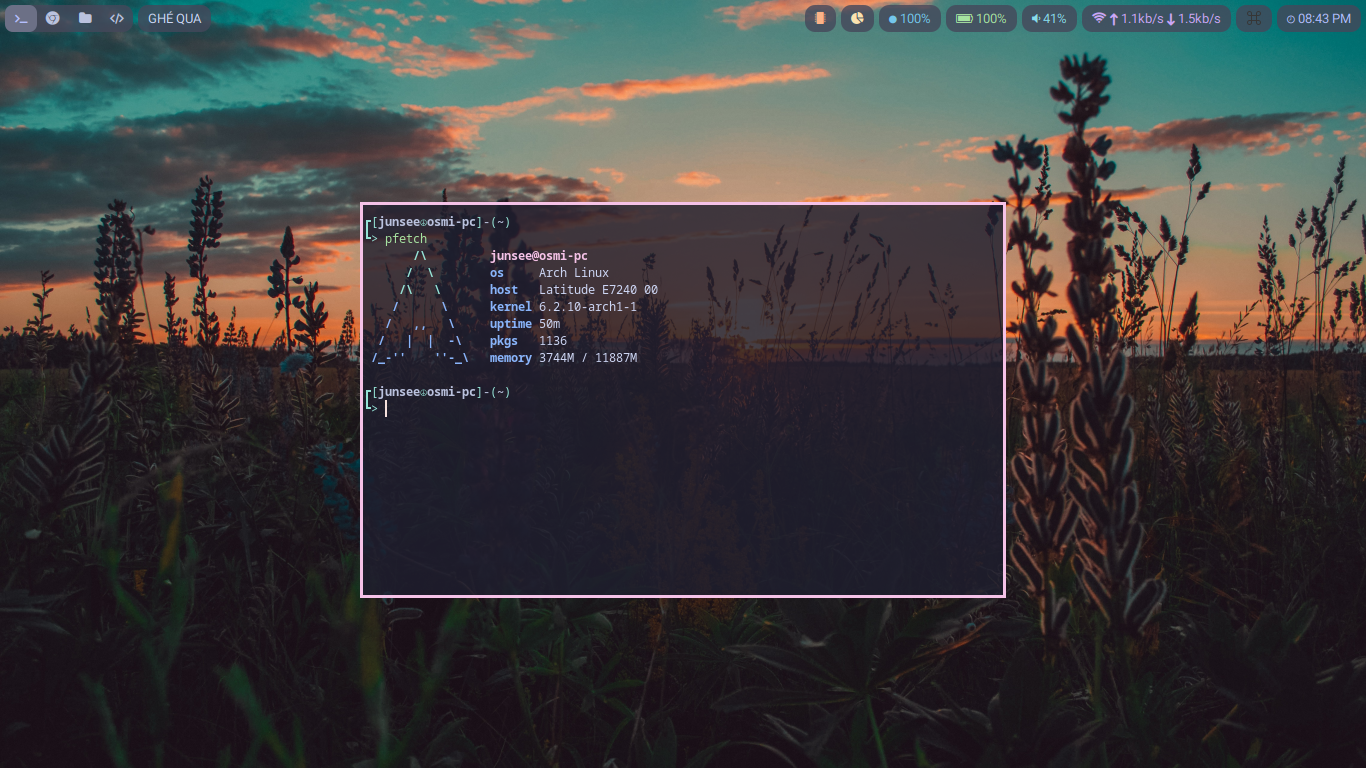 GHÉ QUA
100%
100%
41%
1.1kb/s 1.5kb/s
08:43 PM
[junsee@osmi-pc]-(~)
> pfetch
junsee@osmi-pc
os Arch Linux
host Latitude E7240 00
kernel 6.2.10-arch1-1
uptime 50m
pkgs 1136
memory 3744M / 11887M
[junsee@osmi-pc]-(~)
>